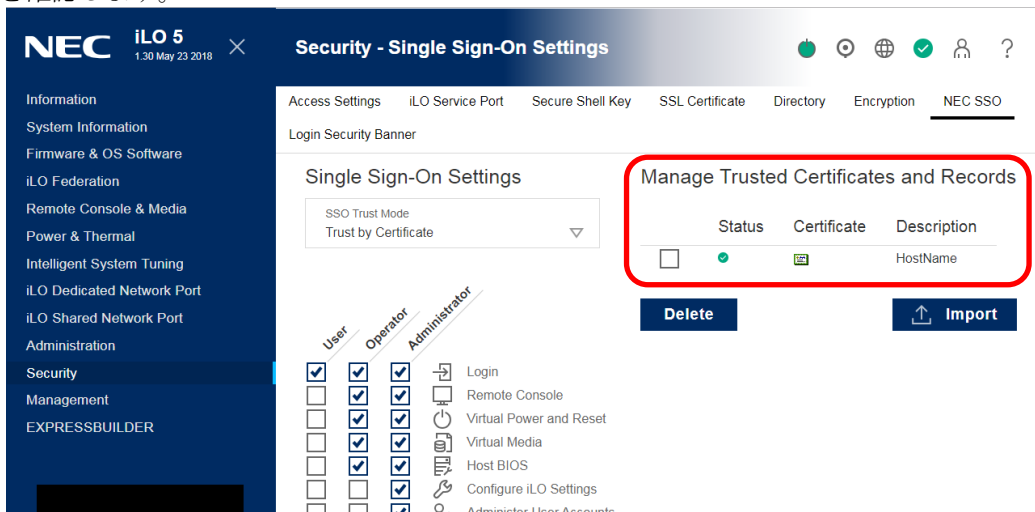 NEC iLO 5
1.30 May 23 2018
Security - Single Sign-On Settings
?
Information
System Information
Firmware & OS Software
iLO Federation
Remote Console & Media
Power & Thermal
Intelligent System Tuning
iLO Dedicated Network Port
iLO Shared Network Port
Administration
Security
Management
EXPRESSBUILDER
Access Settings iLO Service Port Secure Shell Key SSL Certificate Directory Encryption NEC SSO
Login Security Banner
Single Sign-On Settings
SSO Trust Mode
Trust by Certificate
Manage Trusted Certificates and Records
Status Certificate Description
HostName
Delete Import
User Operator Administrator
Login
Remote Console
Virtual Power and Reset
Virtual Media
Host BIOS
Configure iLO Settings
Administer User Accounts